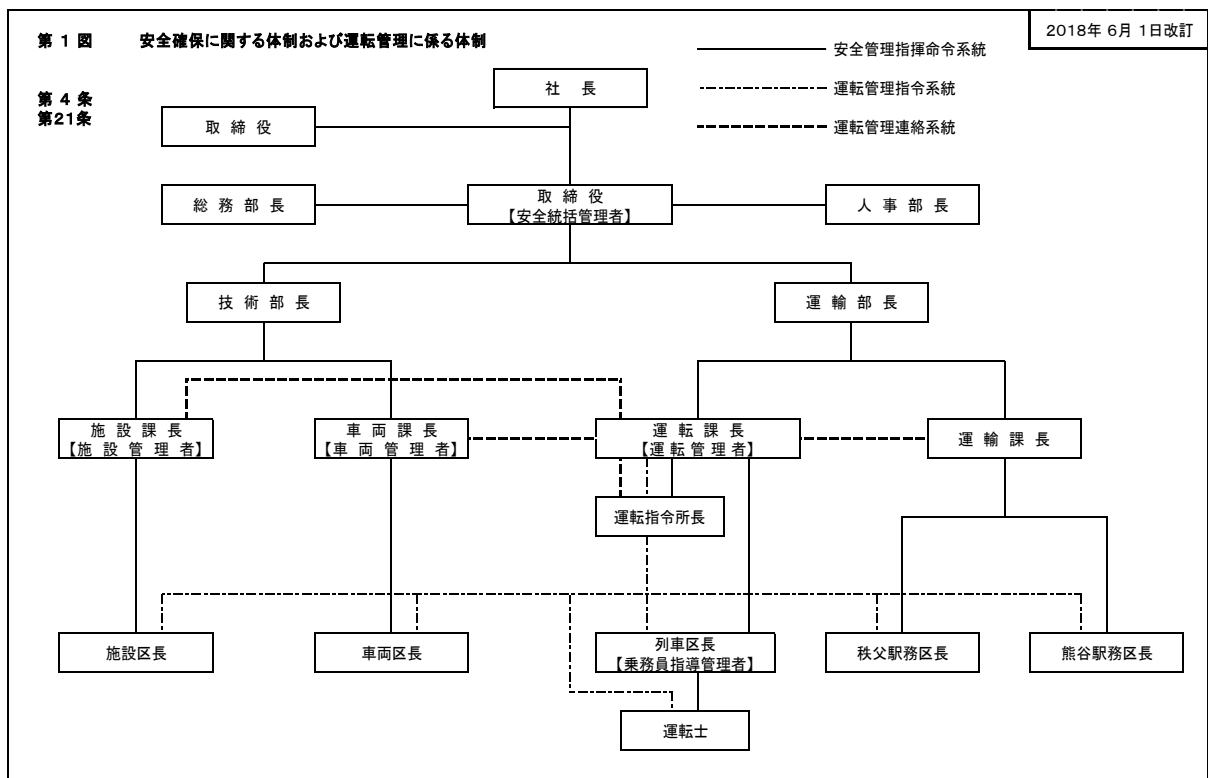 2018年 6月 1日改訂
第 1 図 安全確保に関する体制および運転管理に係る体制
安全管理指揮命令系統
社 長
運転管理指令系統
第 4 条
第21条
取 締 役
運転管理連絡系統
総 務 部 長
取 締 役
【安全統括管理者】
人 事 部 長
技 術 部 長
運 輸 部 長
施 設 課 長
【施 設 管 理 者】
車 両 課 長
【車 両 管 理 者】
運 転 課 長
【運 転 管 理 者】
運 輸 課 長
運転指令所長
施設区長
車両区長
列車区長
【乗務員指導管理者】
秩父駅務区長
熊谷駅務区長
運転士